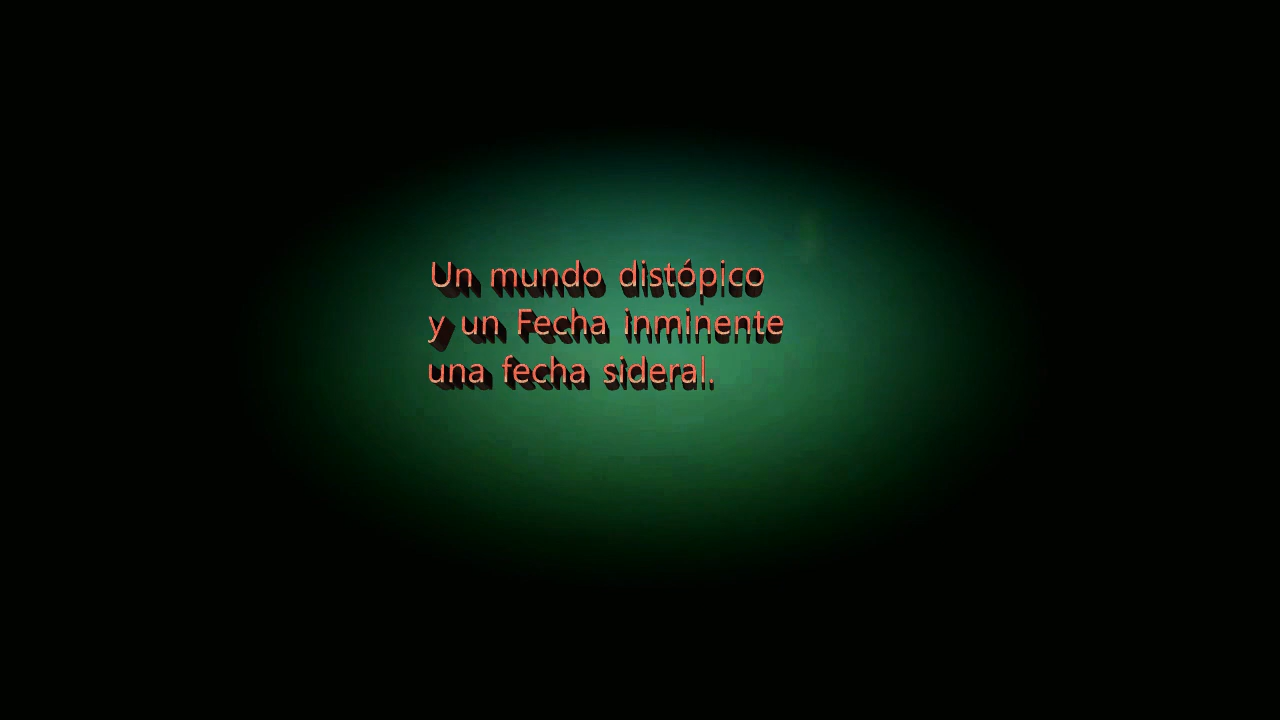 Un mundo distópico
y un Fecha inminente
una fecha sideral.